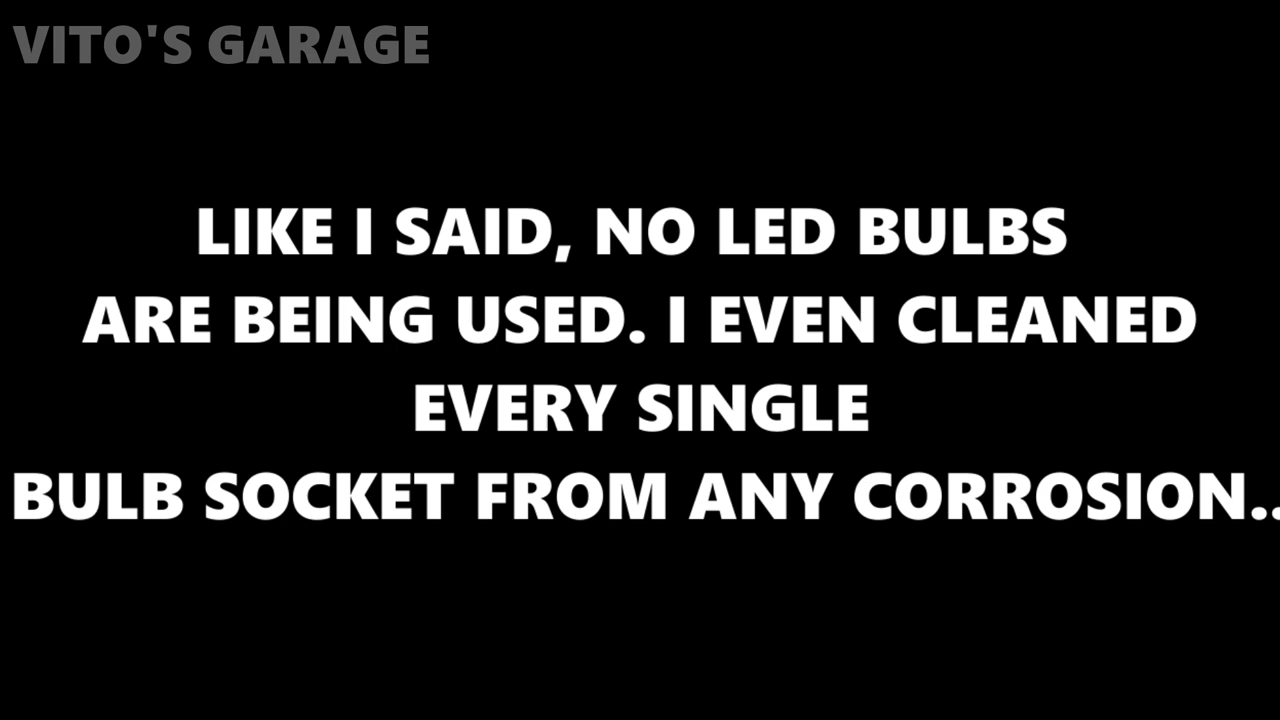 VITO'S GARAGE
LIKE I SAID, NO LED BULBS
ARE BEING USED. I EVEN CLEANED
EVERY SINGLE
BULB SOCKET FROM ANY CORROSION..